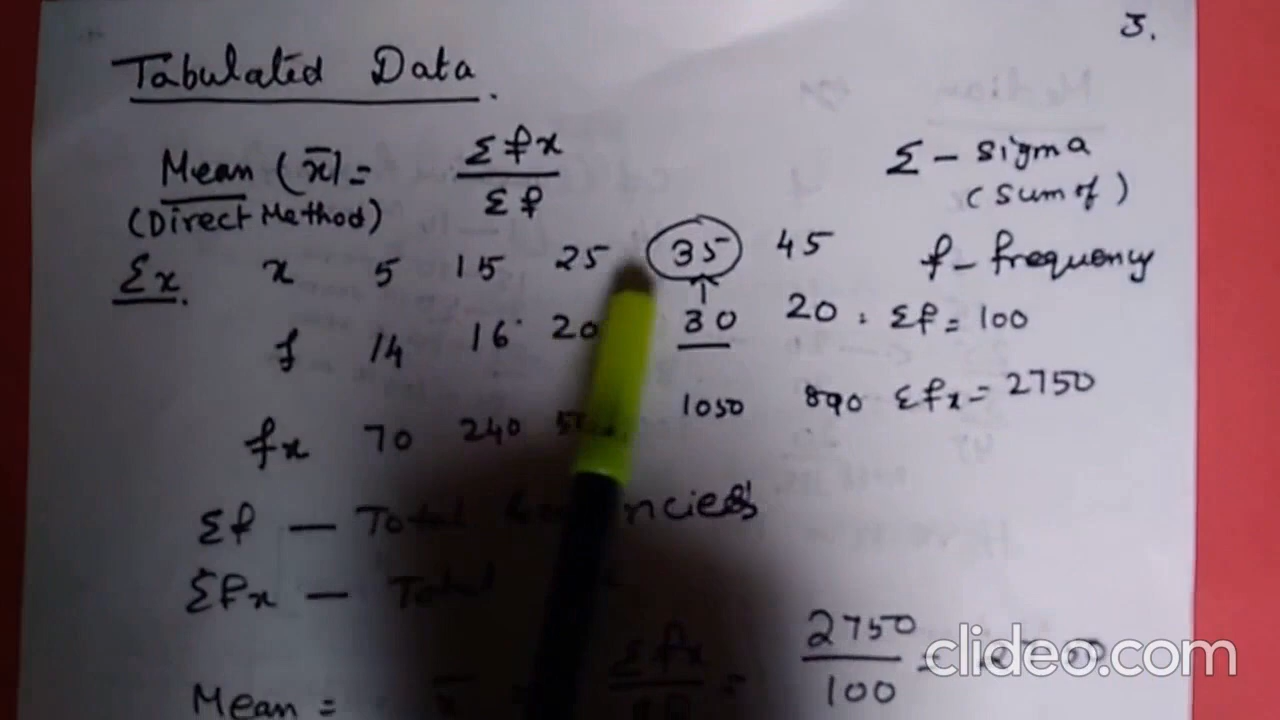 3.
Tabulated Data.
Mean (x̄) = Σfx / Σf
(Direct Method)
Σ - Sigma
(Sum of)
Ex. x 5 15 25 35 45
f - frequency
f 14 16 20 30 20 : Σf = 100
fx 70 240 1050 890 Σfx = 2750
Σf - Total
Σfx - Total
Mean = = 2750 / 100 =
clideo.com